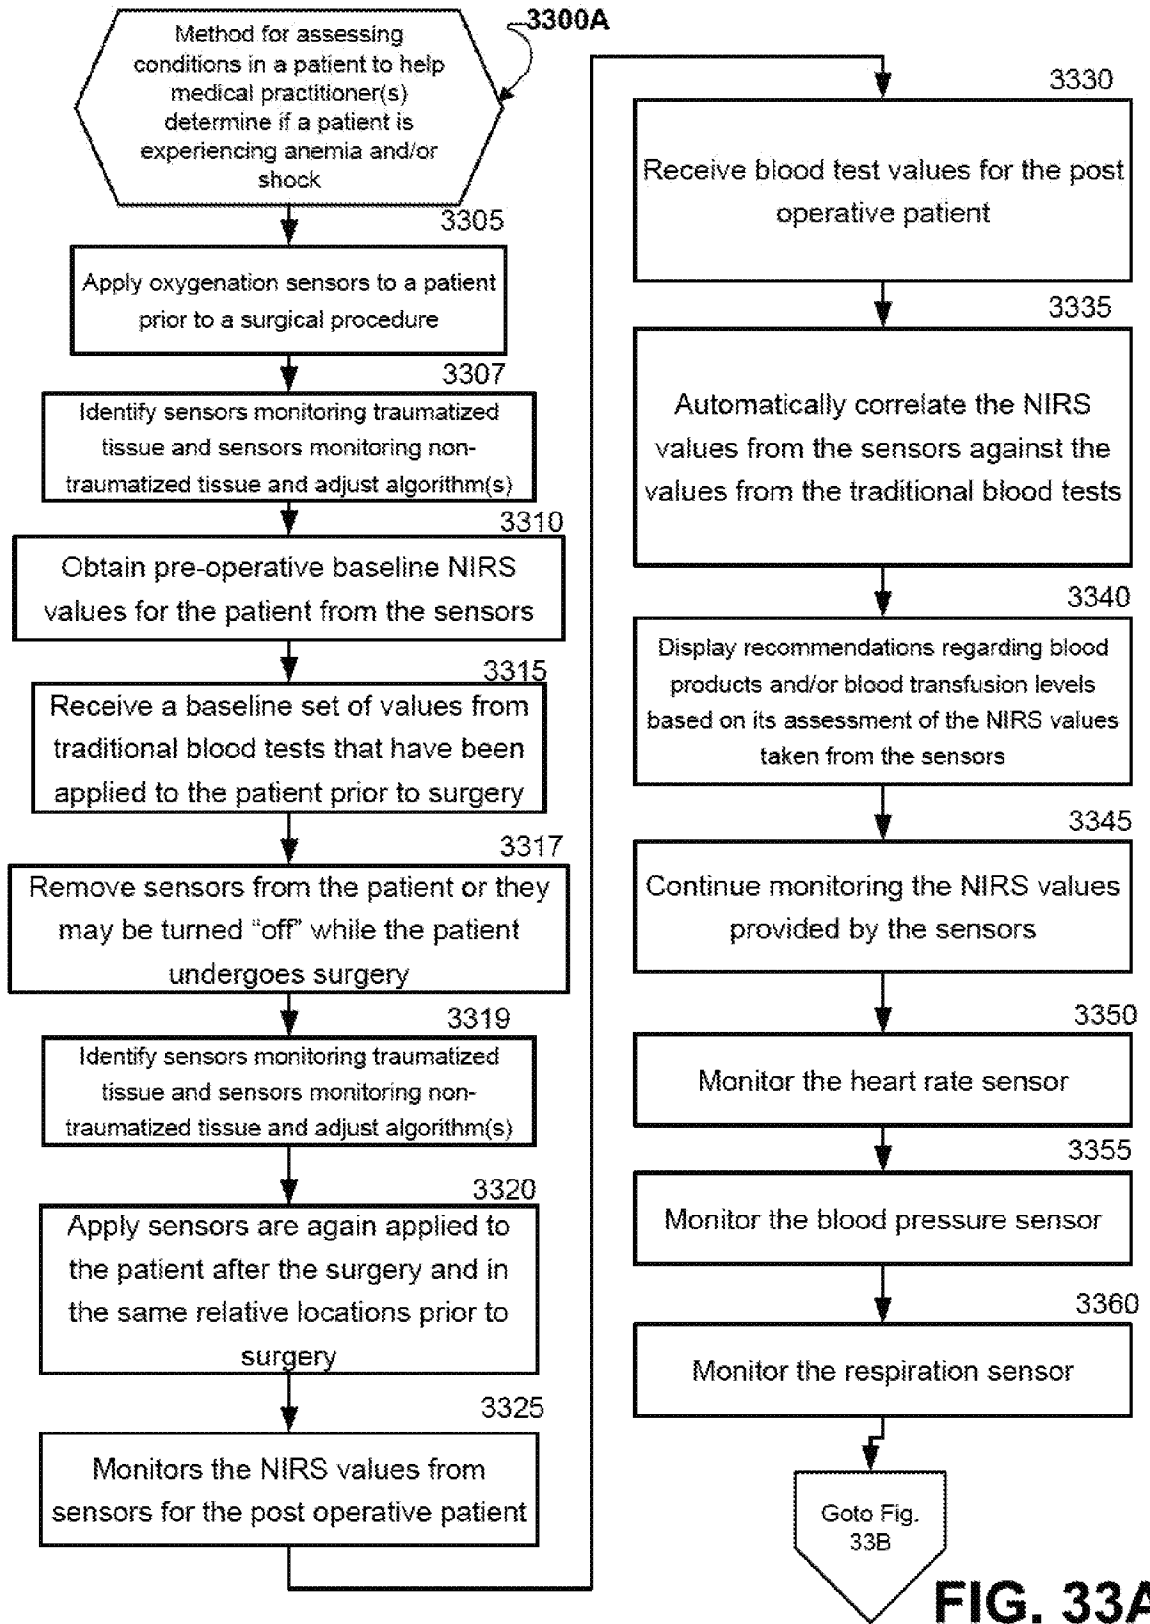 3300A
Method for assessing
conditions in a patient to help
medical practitioner(s)
determine if a patient is
experiencing anemia and/or
shock
3305
Apply oxygenation sensors to a patient
prior to a surgical procedure
3307
Identify sensors monitoring traumatized
tissue and sensors monitoring non-
traumatized tissue and adjust algorithm(s)
3310
Obtain pre-operative baseline NIRS
values for the patient from the sensors
3315
Receive a baseline set of values from
traditional blood tests that have been
applied to the patient prior to surgery
3317
Remove sensors from the patient or they
may be turned “off” while the patient
undergoes surgery
3319
Identify sensors monitoring traumatized
tissue and sensors monitoring non-
traumatized tissue and adjust algorithm(s)
3320
Apply sensors are again applied to
the patient after the surgery and in
the same relative locations prior to
surgery
3325
Monitors the NIRS values from
sensors for the post operative patient
3330
Receive blood test values for the post
operative patient
3335
Automatically correlate the NIRS
values from the sensors against the
values from the traditional blood tests
3340
Display recommendations regarding blood
products and/or blood transfusion levels
based on its assessment of the NIRS values
taken from the sensors
3345
Continue monitoring the NIRS values
provided by the sensors
3350
Monitor the heart rate sensor
3355
Monitor the blood pressure sensor
3360
Monitor the respiration sensor
Goto Fig.
33B
FIG. 33A